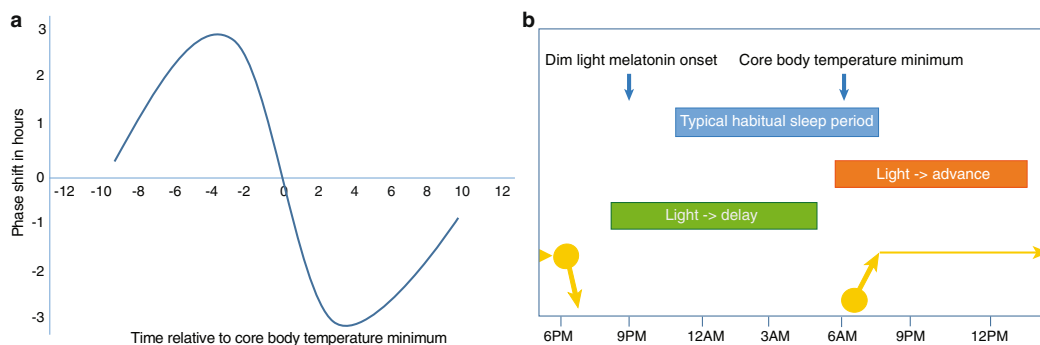 a
3
2
1
0
-1
-2
-3
Phase shift in hours
-12 -10 -8 -6 -4 -2 0 2 4 6 8 10 12
Time relative to core body temperature minimum
b
Dim light melatonin onset
Core body temperature minimum
Typical habitual sleep period
Light -> advance
Light -> delay
6PM 9PM 12AM 3AM 6AM 9PM 12PM